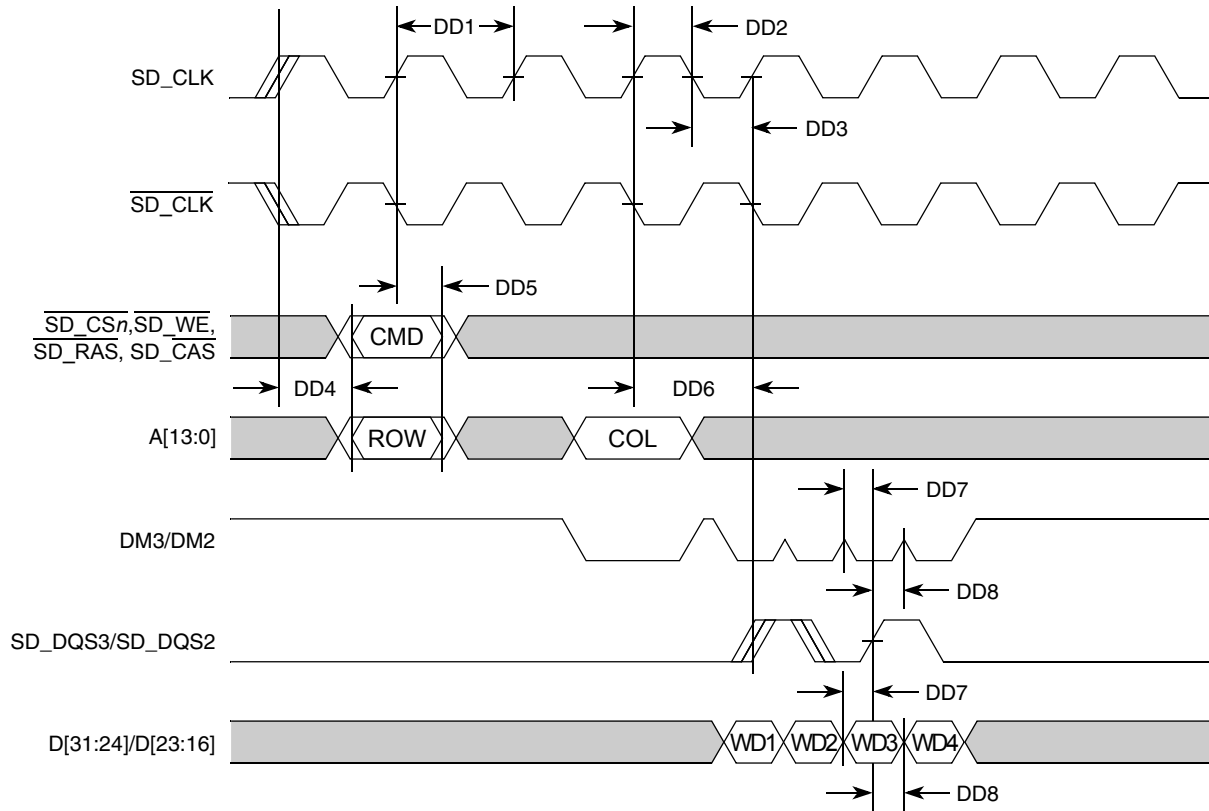 DD1
DD2
SD_CLK
DD3
SD_CLK
DD5
SD_CSn,SD_WE,
SD_RAS, SD_CAS
CMD
DD4
DD6
A[13:0]
ROW
COL
DD7
DM3/DM2
DD8
SD_DQS3/SD_DQS2
DD7
D[31:24]/D[23:16]
WD1
WD2
WD3
WD4
DD8